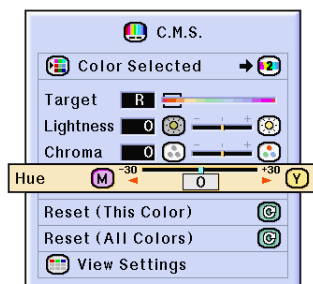 C.M.S.
Color Selected 2
Target R
Lightness 0 - +
Chroma 0 - +
Hue M -30 0 +30 Y
Reset (This Color)
Reset (All Colors)
View Settings